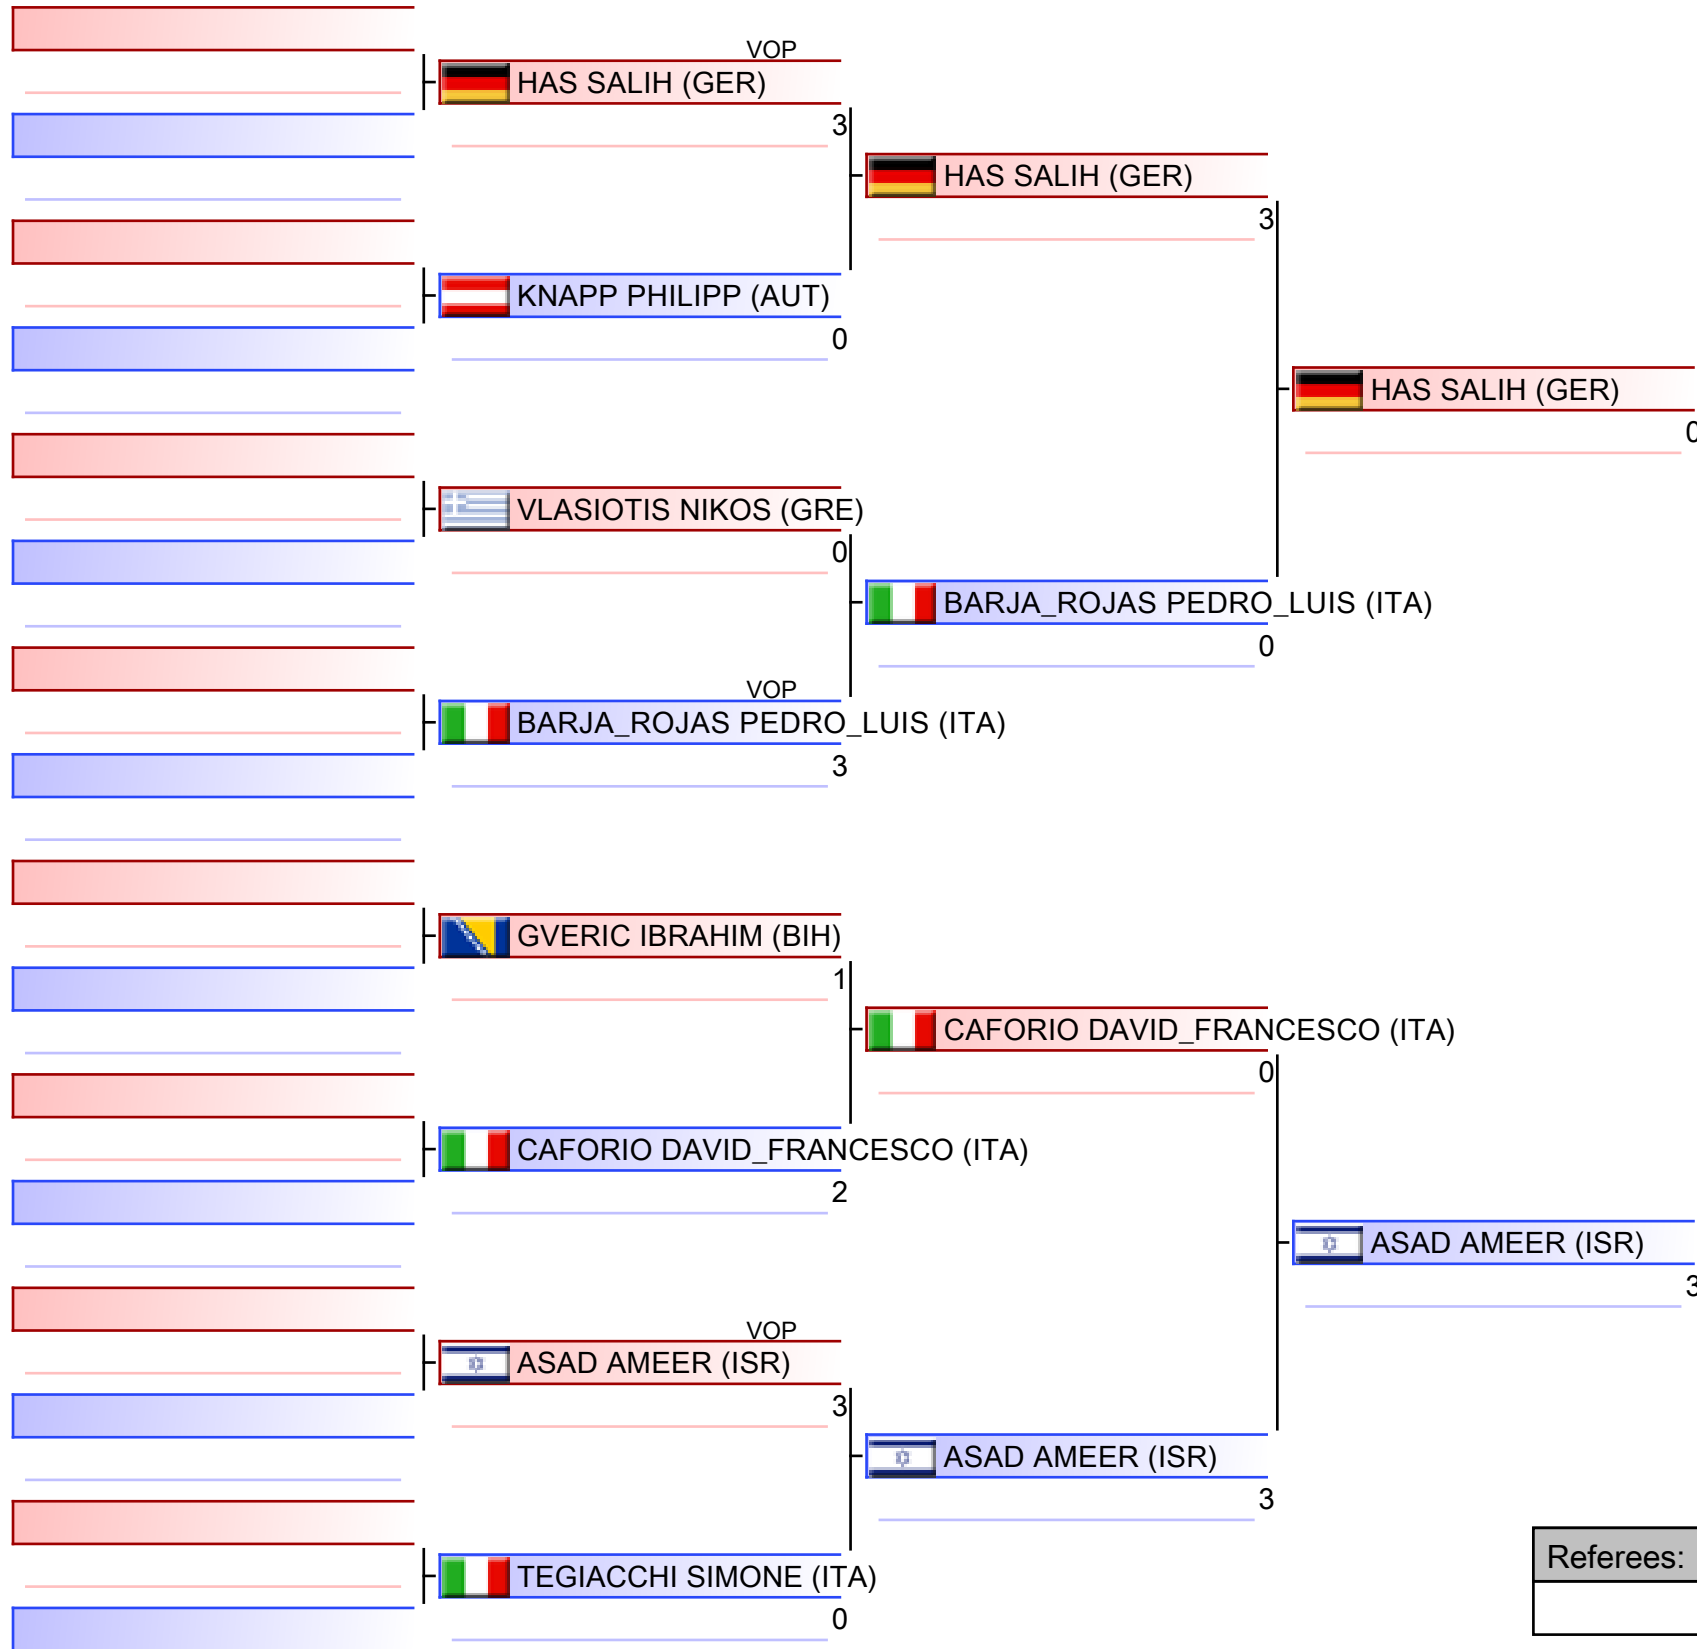 VOP
HAS SALIH (GER)
3
HAS SALIH (GER)
3
KNAPP PHILIPP (AUT)
0
HAS SALIH (GER)
0
VLASIOTIS NIKOS (GRE)
0
BARJA_ROJAS PEDRO_LUIS (ITA)
0
VOP
BARJA_ROJAS PEDRO_LUIS (ITA)
3
GVERIC IBRAHIM (BIH)
1
CAFORIO DAVID_FRANCESCO (ITA)
0
CAFORIO DAVID_FRANCESCO (ITA)
2
ASAD AMEER (ISR)
3
VOP
ASAD AMEER (ISR)
3
ASAD AMEER (ISR)
3
TEGIACCHI SIMONE (ITA)
0
Referees: